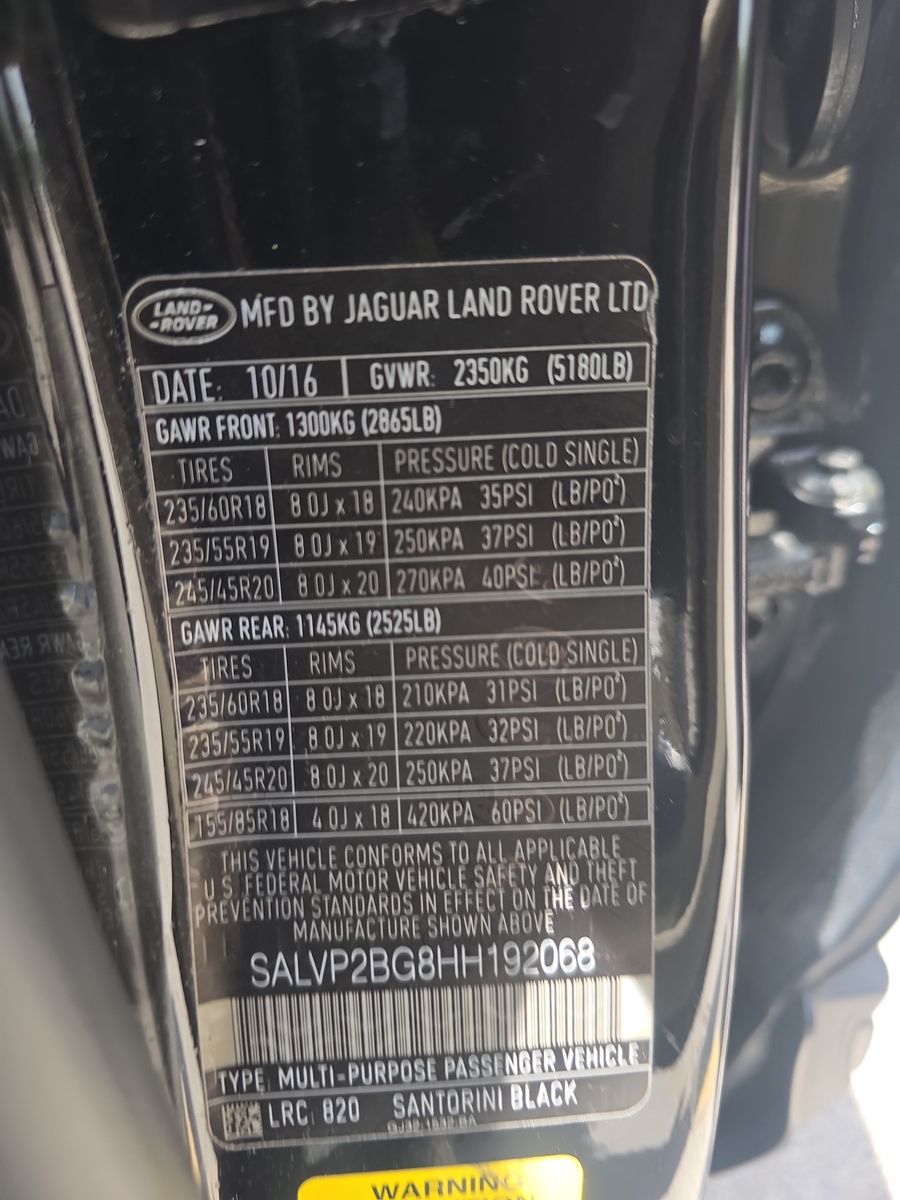 LAND-
-ROVER
MFD BY JAGUAR LAND ROVER LTD
DATE: 10/16 GVWR: 2350KG (5180LB)
GAWR FRONT: 1300KG (2865LB)
TIRES RIMS PRESSURE (COLD SINGLE)
235/60R18 8.0J x 18 240KPA 35PSI (LB/PO²)
235/55R19 8.0J x 19 250KPA 37PSI (LB/PO²)
245/45R20 8.0J x 20 270KPA 40PSI (LB/PO²)
GAWR REAR: 1145KG (2525LB)
TIRES RIMS PRESSURE (COLD SINGLE)
235/60R18 8.0J x 18 210KPA 31PSI (LB/PO²)
235/55R19 8.0J x 19 220KPA 32PSI (LB/PO²)
245/45R20 8.0J x 20 250KPA 37PSI (LB/PO²)
155/85R18 4.0J x 18 420KPA 60PSI (LB/PO²)
THIS VEHICLE CONFORMS TO ALL APPLICABLE
U.S. FEDERAL MOTOR VEHICLE SAFETY AND THEFT
PREVENTION STANDARDS IN EFFECT ON THE DATE OF
MANUFACTURE SHOWN ABOVE
SALVP2BG8HH192068
TYPE: MULTI-PURPOSE PASSENGER VEHICLE
LRC: 820 SANTORINI BLACK
WARNING